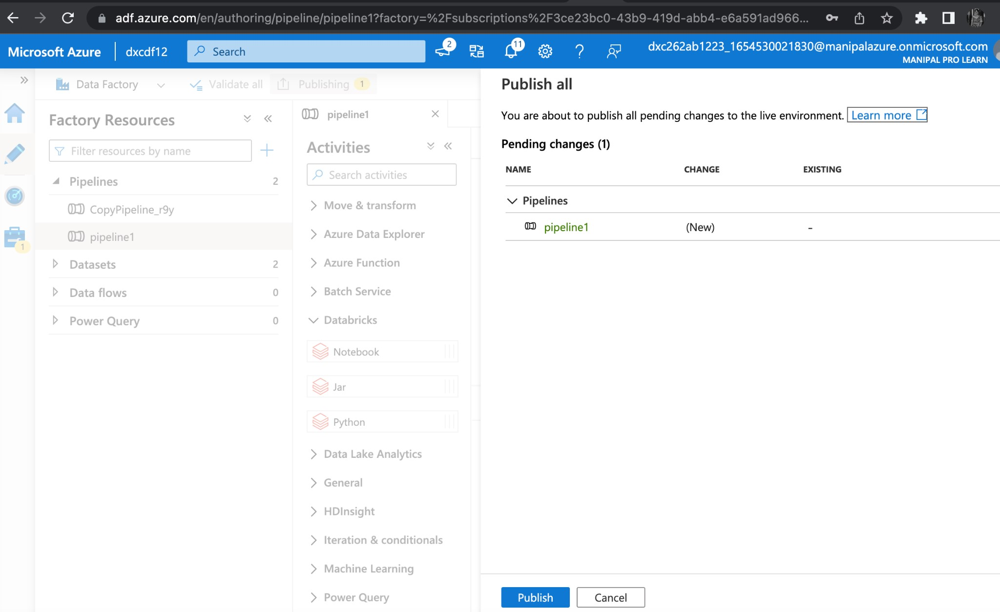 adf.azure.com/en/authoring/pipeline/pipeline1?factory=%2Fsubscriptions%2F3ce23bc0-43b9-419d-abb4-e6a591ad966...
Microsoft Azure
dxcdf12
Search
2
11
dxc262ab1223_1654530021830@manipalazure.onmicrosoft.com
MANIPAL PRO LEARN
Data Factory
Validate all
Publishing 1
1
Factory Resources
Filter resources by name
Pipelines 2
CopyPipeline_r9y
pipeline1
Datasets 2
Data flows 0
Power Query 0
pipeline1
Activities
Search activities
Move & transform
Azure Data Explorer
Azure Function
Batch Service
Databricks
Notebook
Jar
Python
Data Lake Analytics
General
HDInsight
Iteration & conditionals
Machine Learning
Power Query
Publish all
You are about to publish all pending changes to the live environment. Learn more
Pending changes (1)
NAME CHANGE EXISTING
Pipelines
pipeline1 (New) -
Publish Cancel